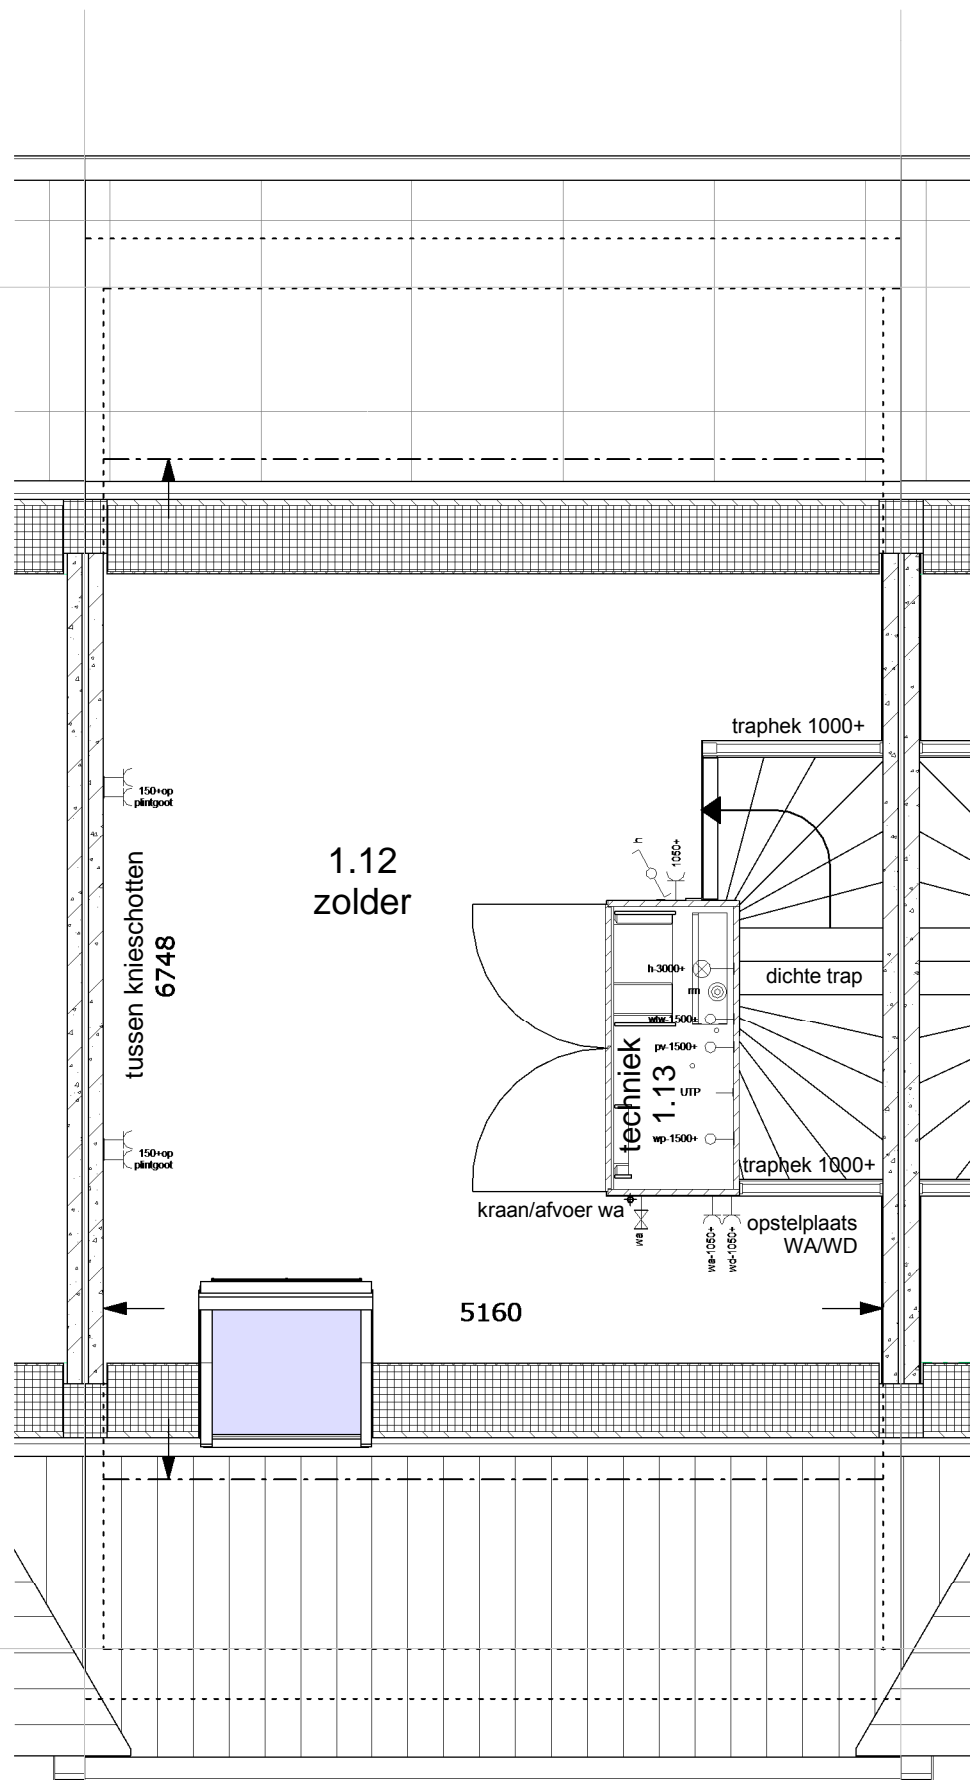 traphek 1000+
150+op
plintgoot
1.12
zolder
h
1050+
tussen knieschotten
6748
h-3000+
rm
dichte trap
wtw-1500+
techniek
1.13
pv-1500+
UTP
wp-1500+
150+op
plintgoot
traphek 1000+
kraan/afvoer wa
wa
wa-1050+
wd-1050+
opstelplaats
WA/WD
5160